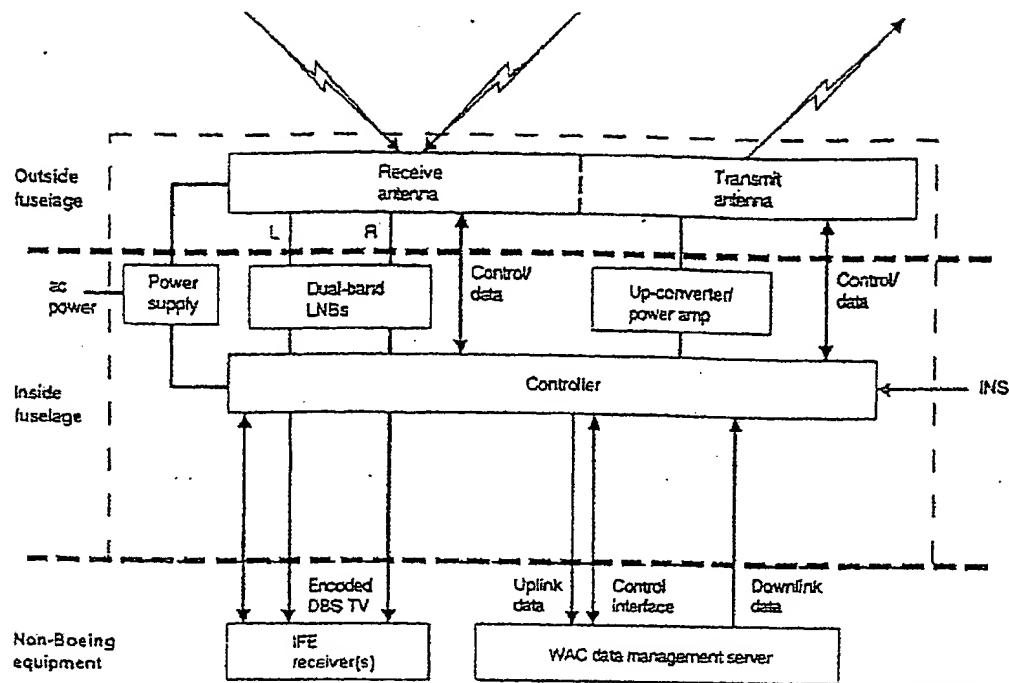 Outside
fuselage
Receive
antenna
Transmit
antenna
L
R
ac
power
Power
supply
Dual-band
LNBs
Control/
data
Up-converter/
power amp
Control/
data
Inside
fuselage
Controller
INS
Encoded
DBS TV
Uplink
data
Control
interface
Downlink
data
Non-Boeing
equipment
IFE
receiver(s)
WAC data management server